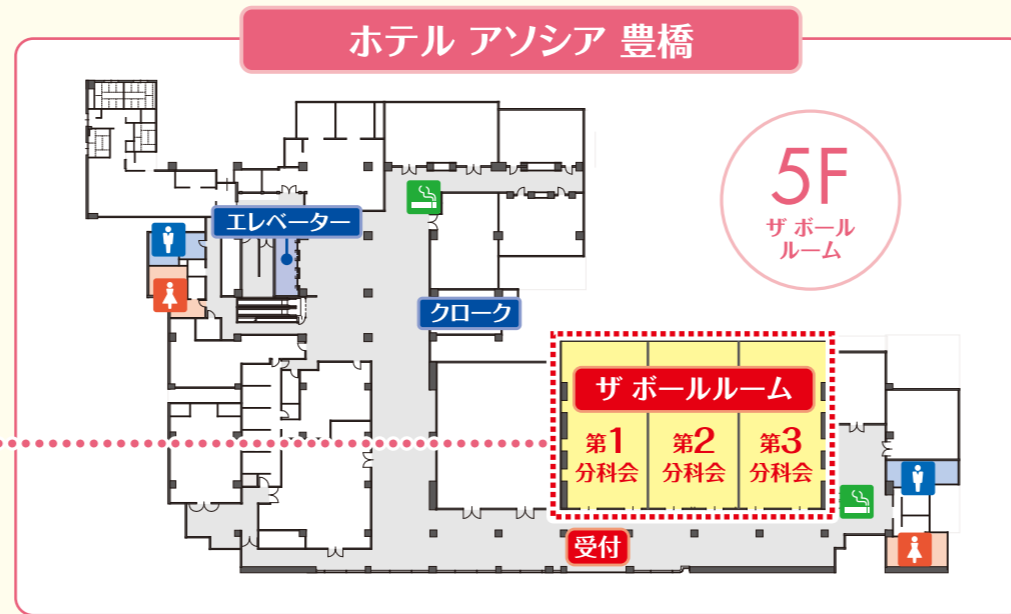 ホテル アソシア 豊橋
5F
ザ ボール
ルーム
エレベーター
クローク
ザ ボールルーム
第1
分科会
第2
分科会
第3
分科会
受付